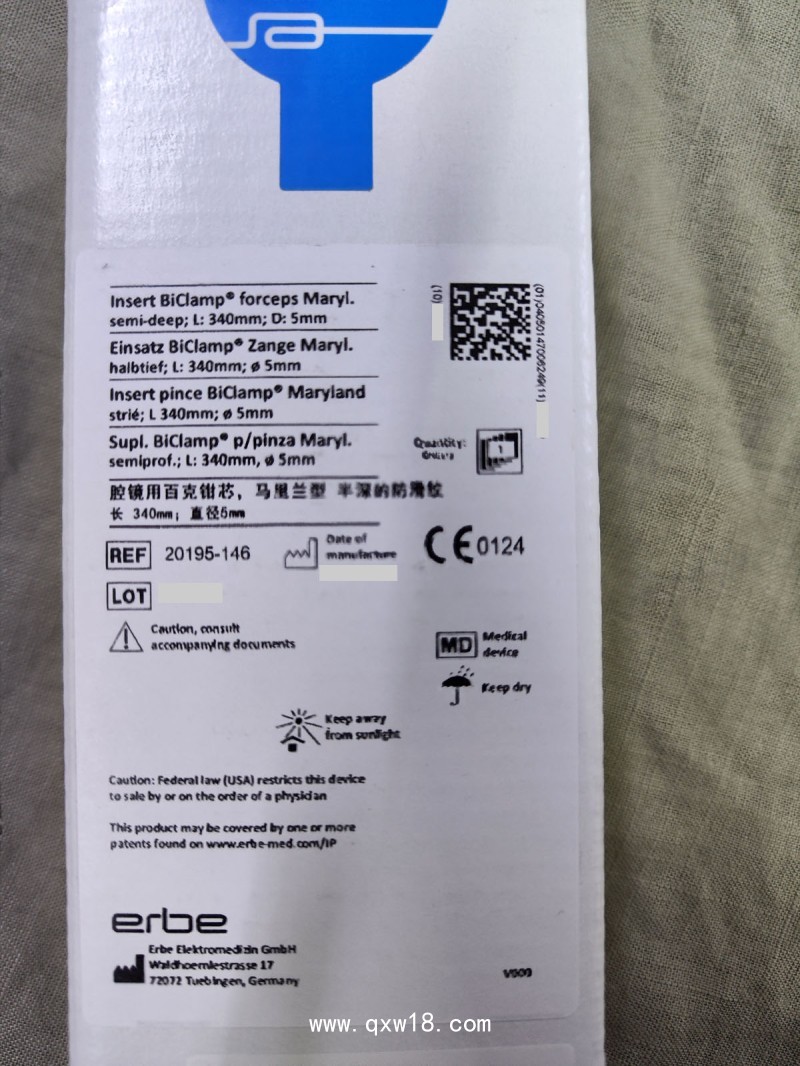 Insert BiClamp® forceps Maryl.
semi-deep; L: 340mm; D: 5mm
Einsatz BiClamp® Zange Maryl.
halbtief; L: 340mm; ø 5mm
Insert pince BiClamp® Maryland
strié; L 340mm; ø 5mm
Supl. BiClamp® p/pinza Maryl.
semiprof.; L: 340mm, ø 5mm
腔镜用百克钳芯，马里兰型 半深的防滑纹
长 340mm；直径5mm
(10)
(01)04050147006246(11)
Quantity:
1
REF 20195-146
Date of
manufacture
CE 0124
LOT
Caution, consult
accompanying documents
MD Medical
device
Keep dry
Keep away
from sunlight
Caution: Federal law (USA) restricts this device
to sale by or on the order of a physician
This product may be covered by one or more
patents found on www.erbe-med.com/IP
erbe
Erbe Elektromedizin GmbH
Waldhoernlestrasse 17
72072 Tuebingen, Germany
V009
www.qxw18.com